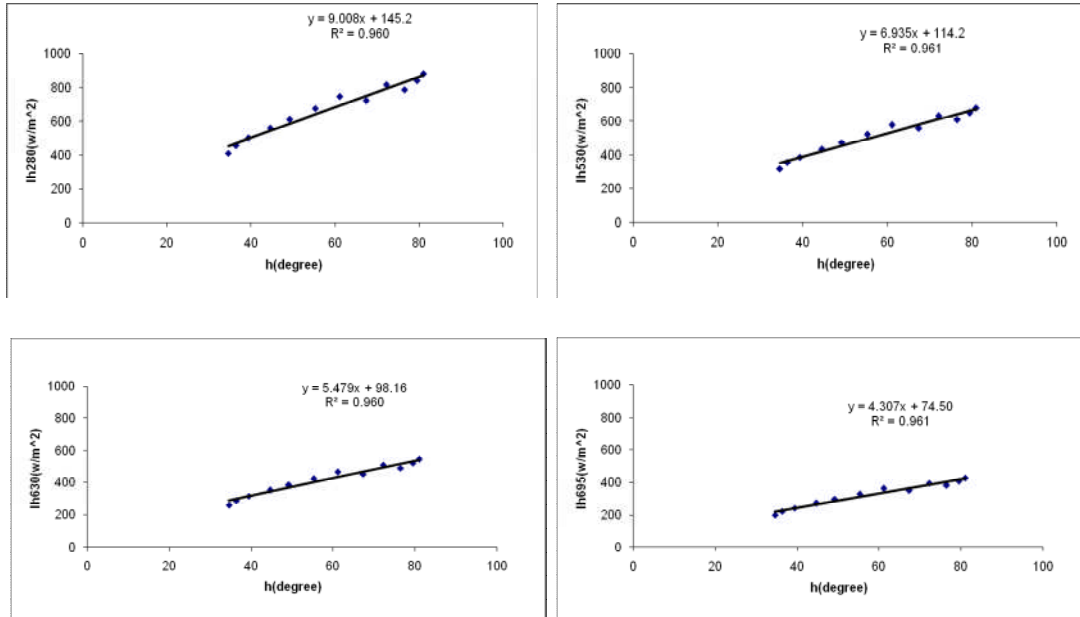 y = 9.008x + 145.2
R² = 0.960
1000
800
600
400
200
0
0 20 40 60 80 100
Ih280(w/m^2)
h(degree)
y = 6.935x + 114.2
R² = 0.961
1000
800
600
400
200
0
0 20 40 60 80 100
Ih530(w/m^2)
h(degree)
y = 5.479x + 98.16
R² = 0.960
1000
800
600
400
200
0
0 20 40 60 80 100
Ih630(w/m^2)
h(degree)
y = 4.307x + 74.50
R² = 0.961
1000
800
600
400
200
0
0 20 40 60 80 100
Ih695(w/m^2)
h(degree)